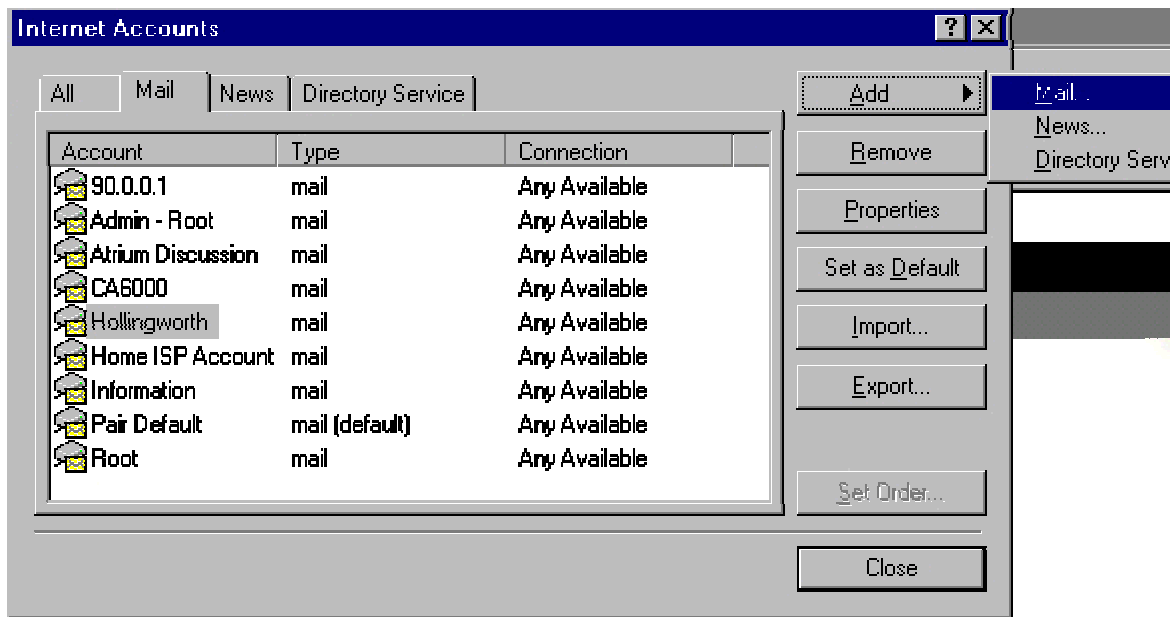 Internet Accounts
All Mail News Directory Service
Add
Mail...
News...
Directory Serv
Account Type Connection
90.0.0.1 mail Any Available
Admin - Root mail Any Available
Atrium Discussion mail Any Available
CA6000 mail Any Available
Hollingworth mail Any Available
Home ISP Account mail Any Available
Information mail Any Available
Pair Default mail (default) Any Available
Root mail Any Available
Remove
Properties
Set as Default
Import...
Export...
Set Order...
Close